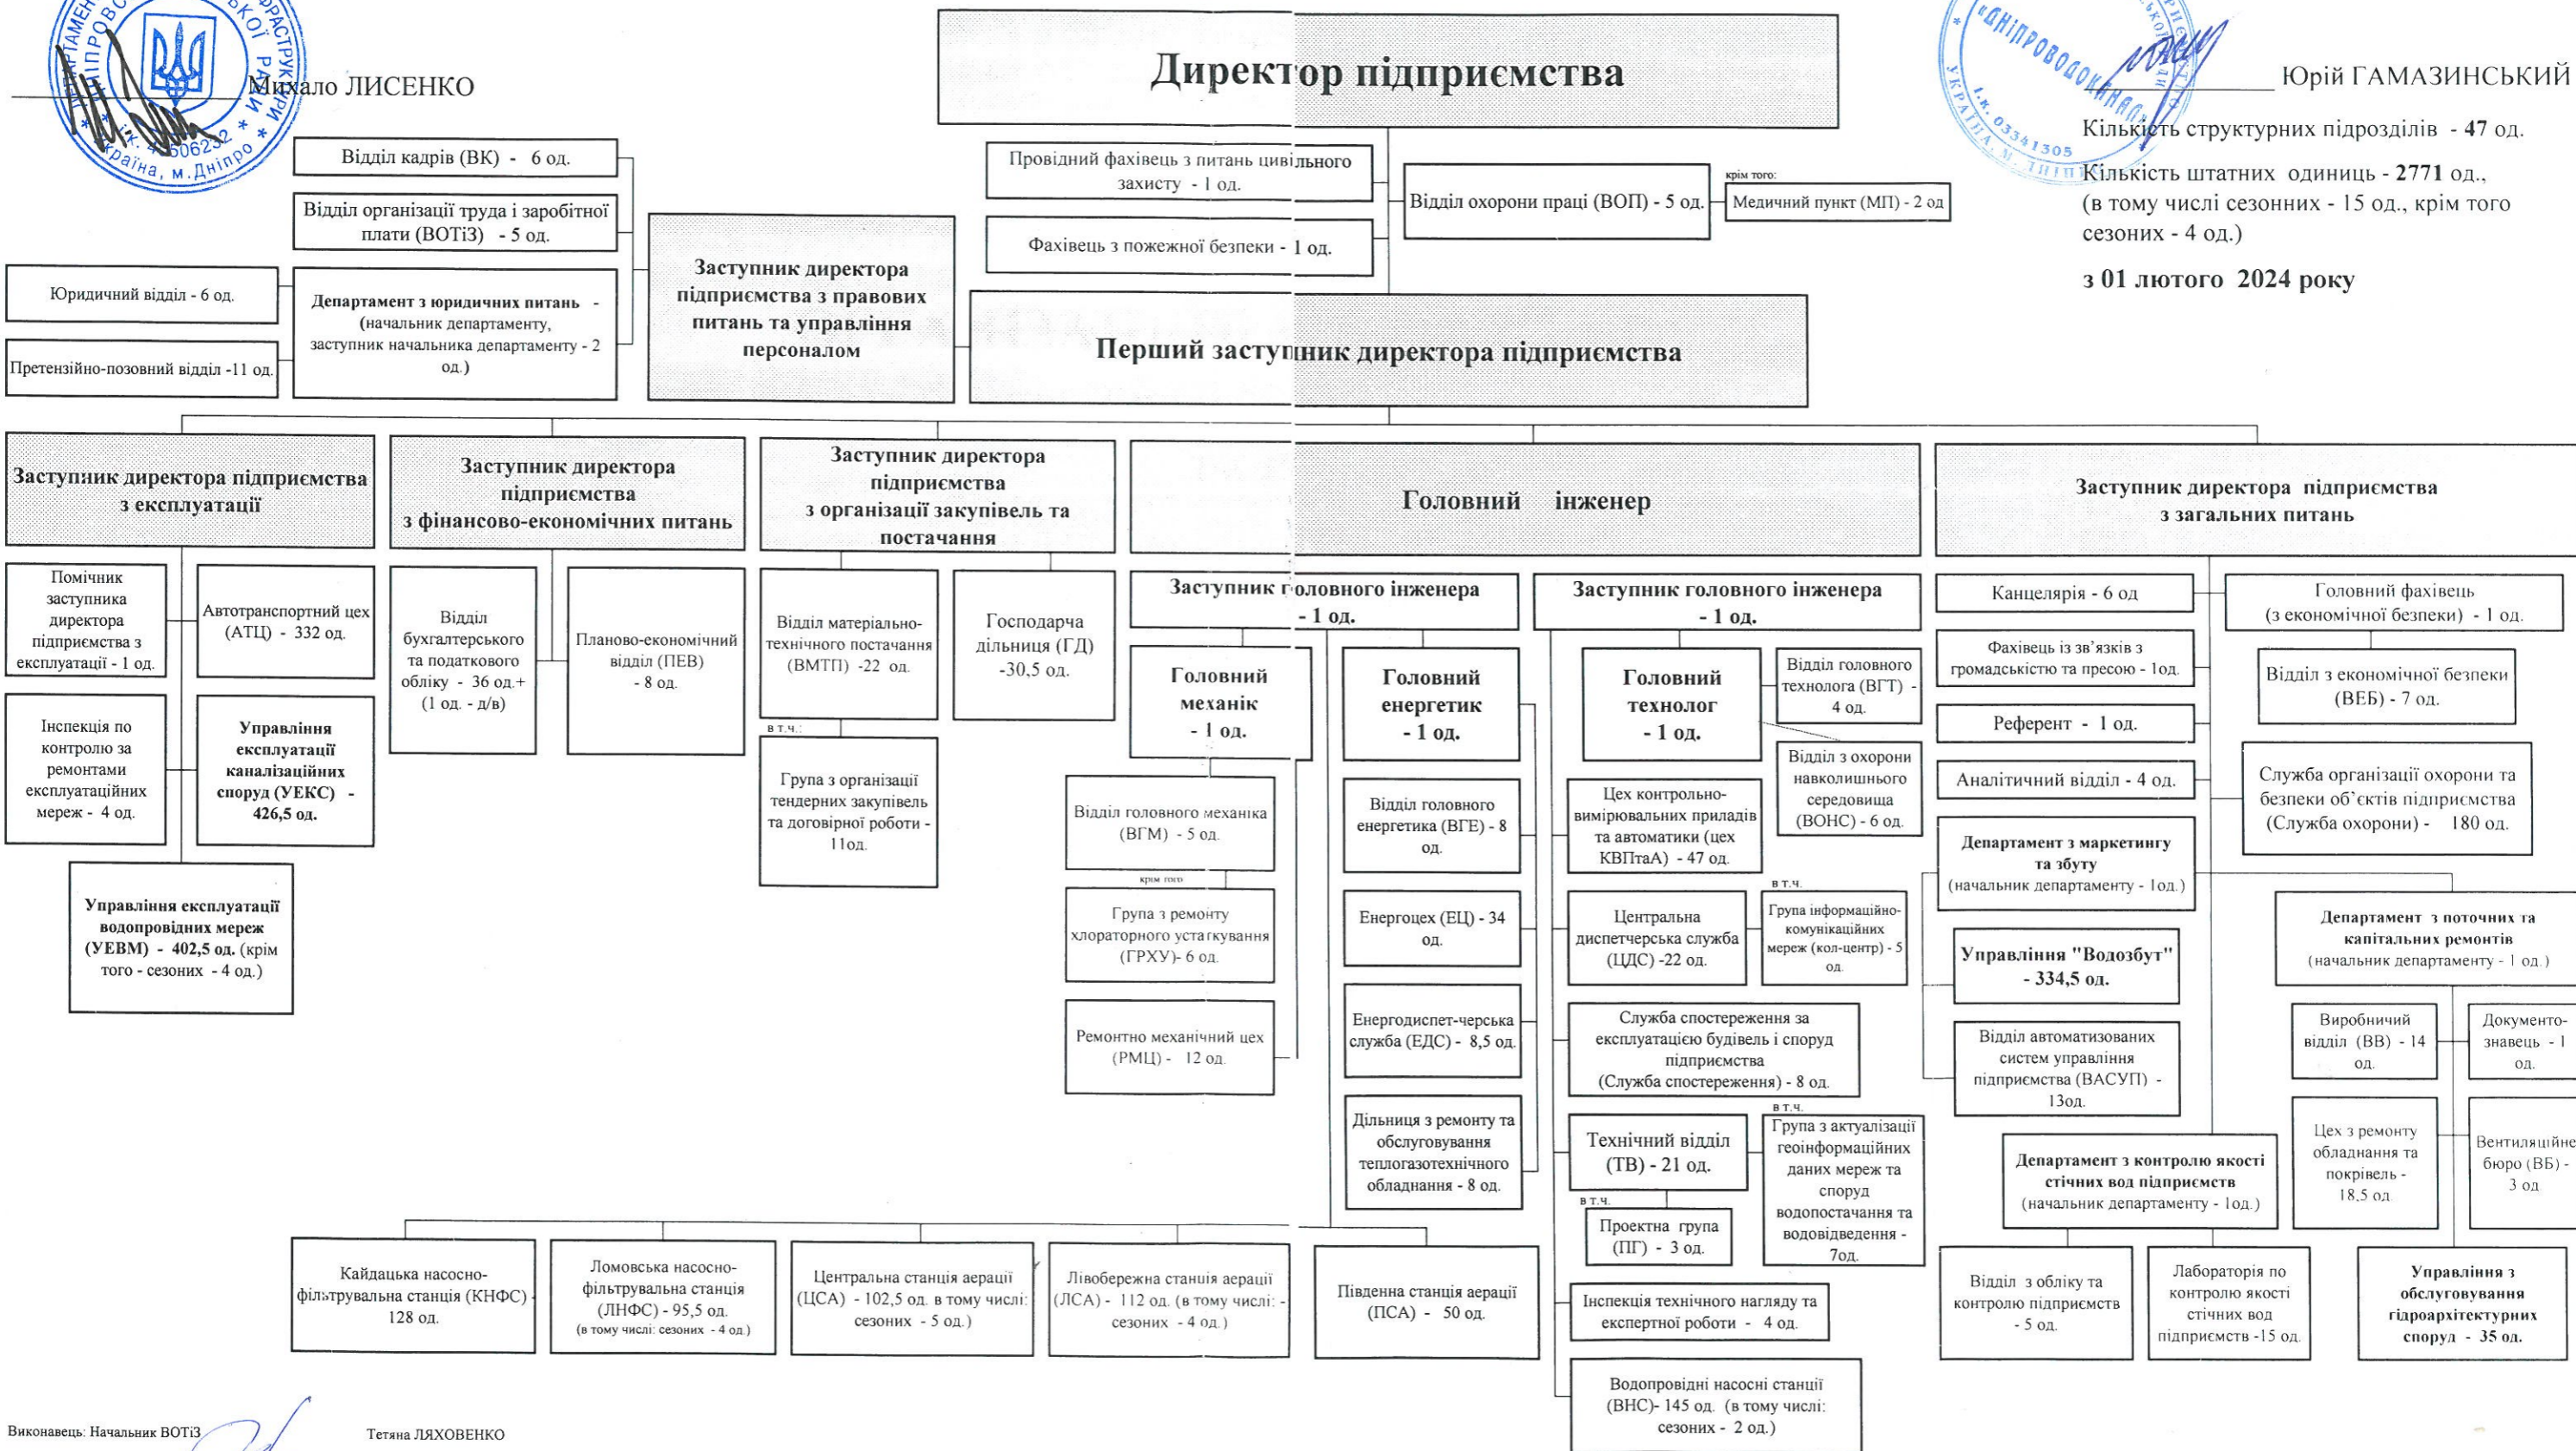 Директор підприємства
Михало ЛИСЕНКО
Юрій ГАМАЗИНСЬКИЙ
Кількість структурних підрозділів - 47 од.
Кількість штатних одиниць - 2771 од.,
(в тому числі сезонних - 15 од., крім того
сезоних - 4 од.)
з 01 лютого 2024 року
«ДНІПРОВОДОКАНАЛ»
УКРАЇНА, М.
І.К. 03341305
Україна, м.Дніпро
Відділ кадрів (ВК) - 6 од.
Відділ організації труда і заробітної
плати (ВОТіЗ) - 5 од.
Юридичний відділ - 6 од.
Претензійно-позовний відділ -11 од.
Департамент з юридичних питань -
(начальник департаменту,
заступник начальника департаменту - 2
од.)
Заступник директора
підприємства з правових
питань та управління
персоналом
Провідний фахівець з питань цивільного
захисту - 1 од.
Фахівець з пожежної безпеки - 1 од.
Відділ охорони праці (ВОП) - 5 од.
крім того:
Медичний пункт (МП) - 2 од
Перший заступник директора підприємства
Заступник директора підприємства
з експлуатації
Заступник директора
підприємства
з фінансово-економічних питань
Заступник директора
підприємства
з організації закупівель та
постачання
Головний інженер
Заступник директора підприємства
з загальних питань
Помічник
заступника
директора
підприємства з
експлуатації - 1 од.
Автотранспортний цех
(АТЦ) - 332 од.
Інспекція по
контролю за
ремонтами
експлуатаційних
мереж - 4 од.
Управління
експлуатації
каналізаційних
споруд (УЕКС) -
426,5 од.
Управління експлуатації
водопровідних мереж
(УЕВМ) - 402,5 од. (крім
того - сезоних - 4 од.)
Відділ
бухгалтерського
та податкового
обліку - 36 од.+
(1 од. - д/в)
Планово-економічний
відділ (ПЕВ)
- 8 од.
Відділ матеріально-
технічного постачання
(ВМТП) -22 од.
в т.ч.:
Група з організації
тендерних закупівель
та договірної роботи -
11од.
Господарча
дільниця (ГД)
-30,5 од.
Заступник головного інженера
- 1 од.
Головний
механік
- 1 од.
Відділ головного механіка
(ВГМ) - 5 од.
крім того
Група з ремонту
хлораторного устаткування
(ГРХУ)- 6 од.
Ремонтно механічний цех
(РМЦ) - 12 од.
Головний
енергетик
- 1 од.
Відділ головного
енергетика (ВГЕ) - 8
од.
Енергоцех (ЕЦ) - 34
од.
Енергодиспет-черська
служба (ЕДС) - 8,5 од.
Дільниця з ремонту та
обслуговування
теплогазотехнічного
обладнання - 8 од.
Заступник головного інженера
- 1 од.
Головний
технолог
- 1 од.
Відділ головного
технолога (ВГТ) -
4 од.
Відділ з охорони
навколишнього
середовища
(ВОНС) - 6 од.
Цех контрольно-
вимірювальних приладів
та автоматики (цех
КВПтаА) - 47 од.
Центральна
диспетчерська служба
(ЦДС) -22 од.
в т.ч.
Група інформаційно-
комунікаційних
мереж (кол-центр) - 5
од.
Служба спостереження за
експлуатацією будівель і споруд
підприємства
(Служба спостереження) - 8 од.
Технічний відділ
(ТВ) - 21 од.
в т.ч.
Група з актуалізації
геоінформаційних
даних мереж та
споруд
водопостачання та
водовідведення -
7од.
в т.ч.
Проектна група
(ПГ) - 3 од.
Інспекція технічного нагляду та
експертної роботи - 4 од.
Водопровідні насосні станції
(ВНС)- 145 од. (в тому числі:
сезоних - 2 од.)
Канцелярія - 6 од
Фахівець із зв’язків з
громадськістю та пресою - 1од.
Референт - 1 од.
Аналітичний відділ - 4 од.
Головний фахівець
(з економічної безпеки) - 1 од.
Відділ з економічної безпеки
(ВЕБ) - 7 од.
Служба організації охорони та
безпеки об’єктів підприємства
(Служба охорони) - 180 од.
Департамент з маркетингу
та збуту
(начальник департаменту - 1од.)
Управління "Водозбут"
- 334,5 од.
Відділ автоматизованих
систем управління
підприємства (ВАСУП) -
13од.
Департамент з поточних та
капітальних ремонтів
(начальник департаменту - 1 од.)
Виробничий
відділ (ВВ) - 14
од.
Документо-
знавець - 1
од.
Цех з ремонту
обладнання та
покрівель -
18,5 од
Вентиляційне
бюро (ВБ) -
3 од
Департамент з контролю якості
стічних вод підприємств
(начальник департаменту - 1од.)
Відділ з обліку та
контролю підприємств
- 5 од.
Лабораторія по
контролю якості
стічних вод
підприємств -15 од.
Управління з
обслуговування
гідроархітектурних
споруд - 35 од.
Кайдацька насосно-
фільтрувальна станція (КНФС) -
128 од.
Ломовська насосно-
фільтрувальна станція
(ЛНФС) - 95,5 од.
(в тому числі: сезоних - 4 од.)
Центральна станція аерації
(ЦСА) - 102,5 од. в тому числі:
сезоних - 5 од.)
Лівобережна станція аерації
(ЛСА) - 112 од. (в тому числі: -
сезоних - 4 од.)
Південна станція аерації
(ПСА) - 50 од.
Виконавець: Начальник ВОТіЗ
Тетяна ЛЯХОВЕНКО